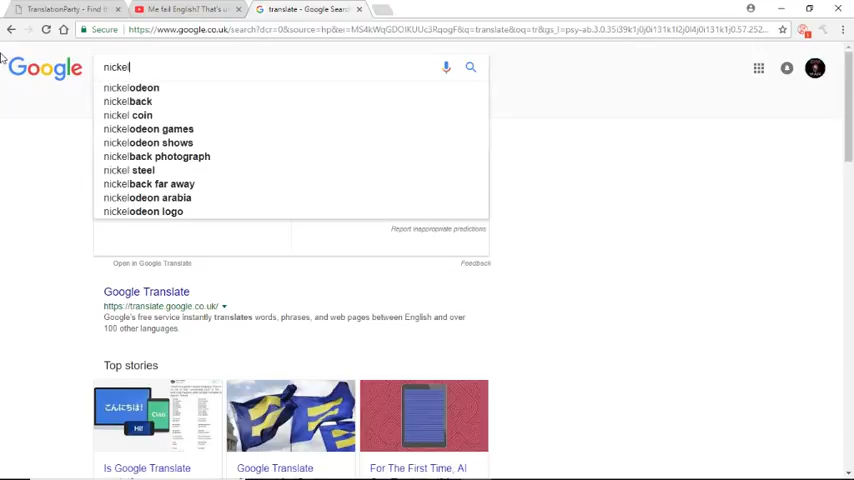 TranslationParty - Find th
Me fail English? That's u
translate - Google Searc
Secure
https://www.google.co.uk/search?dcr=0&source=hp&ei=MS4kWqGDOIKUUc3RqogF&q=translate&oq=tr&gs_l=psy-ab.3.0.35i39k1j0j0i131k1l2j0l4j0i131k1j0l2.57.252...
Google
nickel
nickelodeon
nickelback
nickel coin
nickelodeon games
nickelodeon shows
nickelback photograph
nickel steel
nickelback far away
nickelodeon arabia
nickelodeon logo
Report inappropriate predictions
Open in Google Translate
Feedback
Google Translate
https://translate.google.co.uk/
Google's free service instantly translates words, phrases, and web pages between English and over
100 other languages.
Top stories
こんにちは!
Ciao
Hi!
Is Google Translate
Google Translate
For The First Time, AI